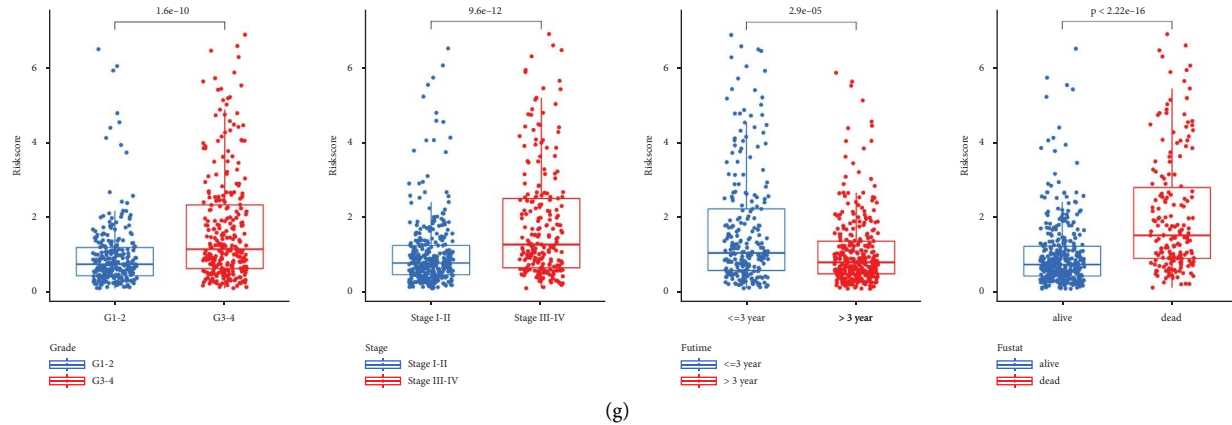 1.6e–10
Riskscore
6
4
2
0
G1-2
G3-4
Grade
G1-2
G3-4
9.6e–12
Riskscore
6
4
2
0
Stage I-II
Stage III-IV
Stage
Stage I-II
Stage III-IV
2.9e–05
Riskscore
6
4
2
0
<=3 year
> 3 year
Futime
<=3 year
> 3 year
p < 2.22e–16
Riskscore
6
4
2
0
alive
dead
Fustat
alive
dead
(g)